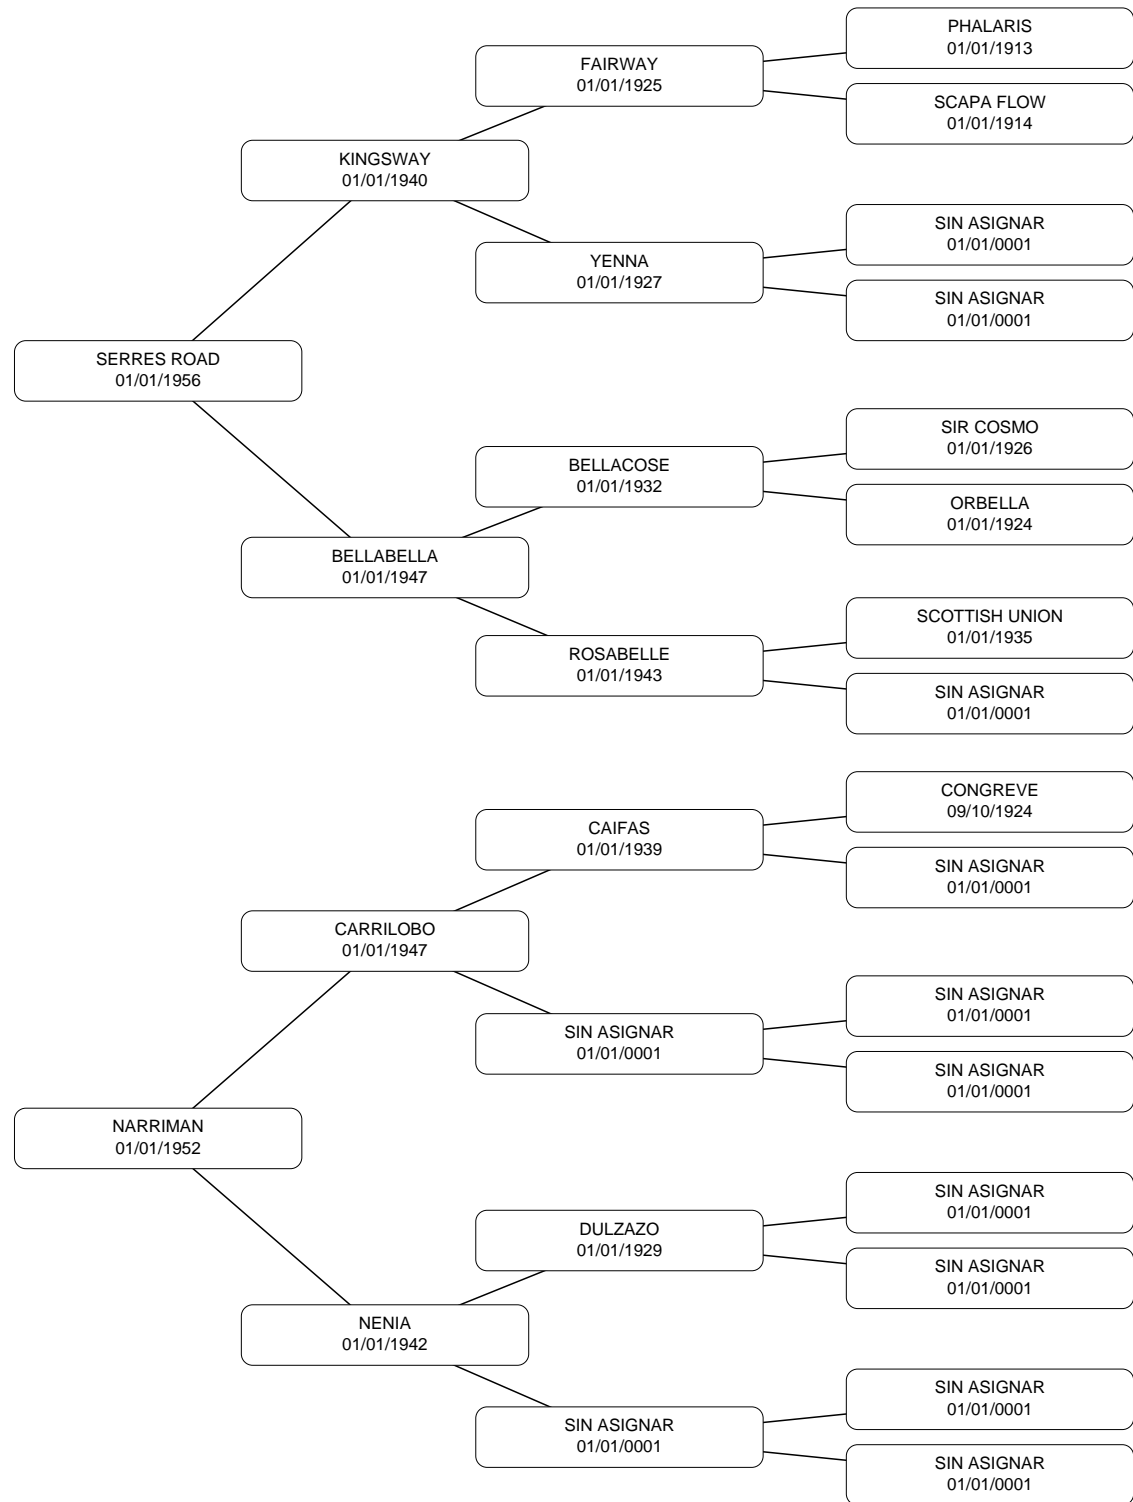 PHALARIS
01/01/1913
FAIRWAY
01/01/1925
SCAPA FLOW
01/01/1914
KINGSWAY
01/01/1940
SIN ASIGNAR
01/01/0001
YENNA
01/01/1927
SIN ASIGNAR
01/01/0001
SERRES ROAD
01/01/1956
SIR COSMO
01/01/1926
BELLACOSE
01/01/1932
ORBELLA
01/01/1924
BELLABELLA
01/01/1947
SCOTTISH UNION
01/01/1935
ROSABELLE
01/01/1943
SIN ASIGNAR
01/01/0001
CONGREVE
09/10/1924
CAIFAS
01/01/1939
SIN ASIGNAR
01/01/0001
CARRILOBO
01/01/1947
SIN ASIGNAR
01/01/0001
SIN ASIGNAR
01/01/0001
SIN ASIGNAR
01/01/0001
NARRIMAN
01/01/1952
SIN ASIGNAR
01/01/0001
DULZAZO
01/01/1929
SIN ASIGNAR
01/01/0001
NENIA
01/01/1942
SIN ASIGNAR
01/01/0001
SIN ASIGNAR
01/01/0001
SIN ASIGNAR
01/01/0001